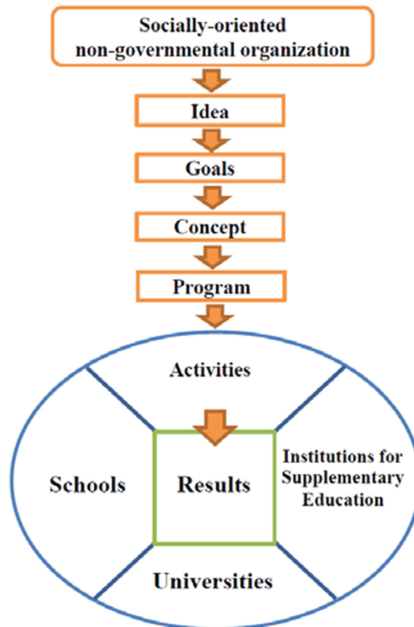 Socially-oriented
non-governmental organization
Idea
Goals
Concept
Program
Activities
Schools
Results
Institutions for
Supplementary
Education
Universities